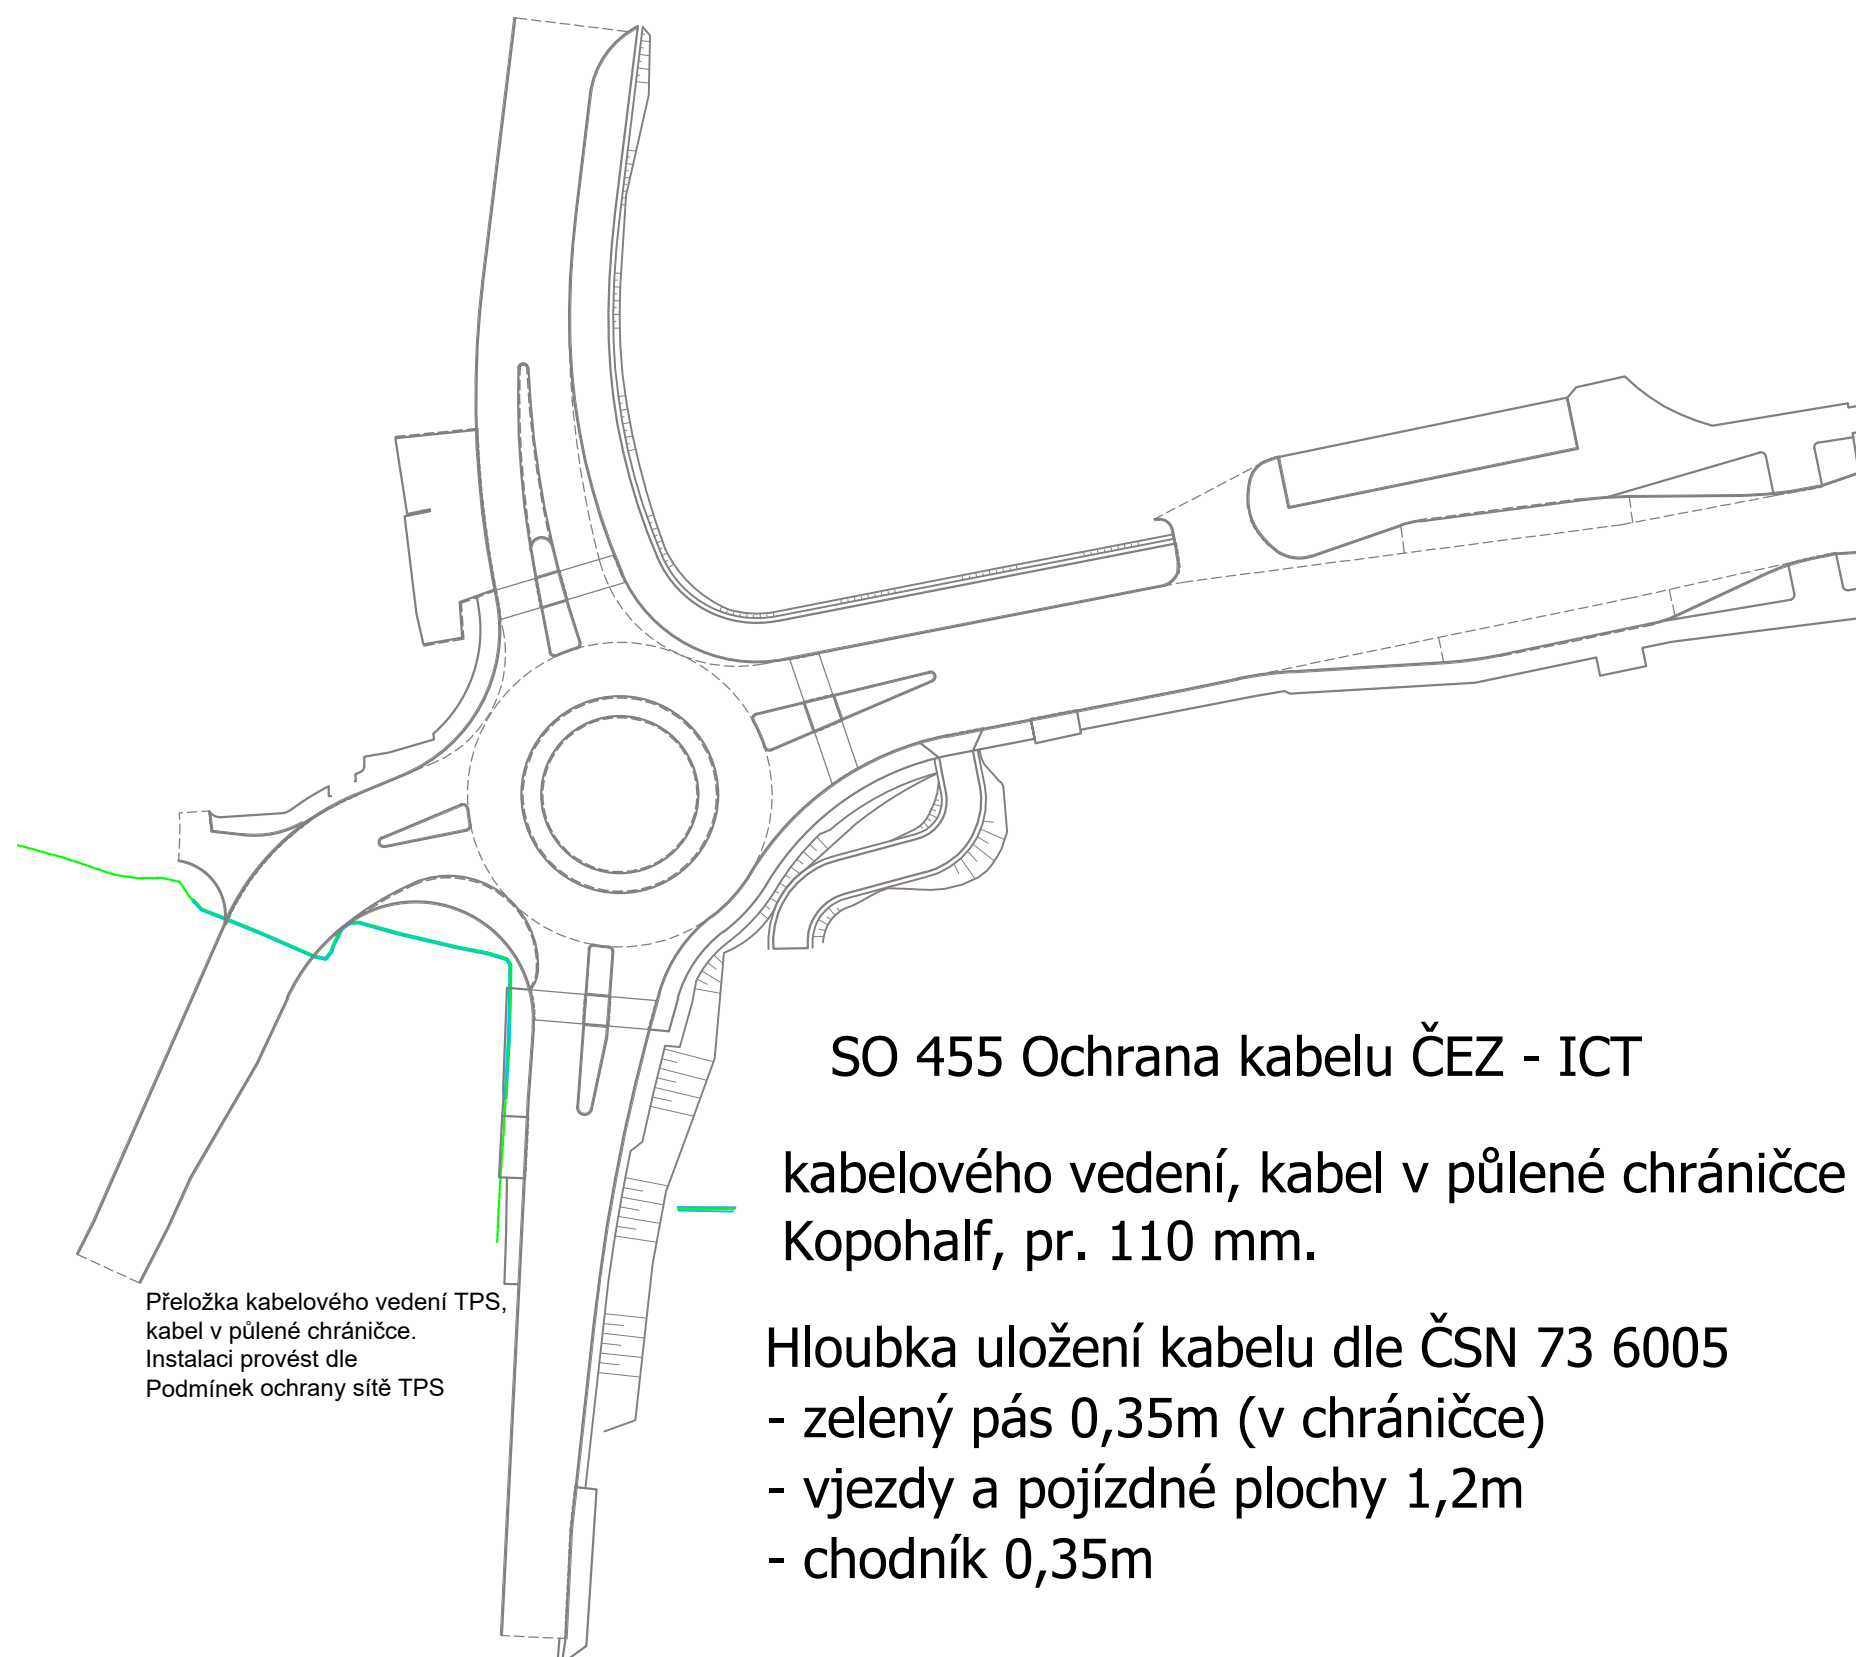 SO 455 Ochrana kabelu ČEZ - ICT
kabelového vedení, kabel v půlené chráničce
Kopohalf, pr. 110 mm.
Přeložka kabelového vedení TPS,
kabel v půlené chráničce.
Instalaci provést dle
Podmínek ochrany sítě TPS
Hloubka uložení kabelu dle ČSN 73 6005
- zelený pás 0,35m (v chráničce)
- vjezdy a pojízdné plochy 1,2m
- chodník 0,35m